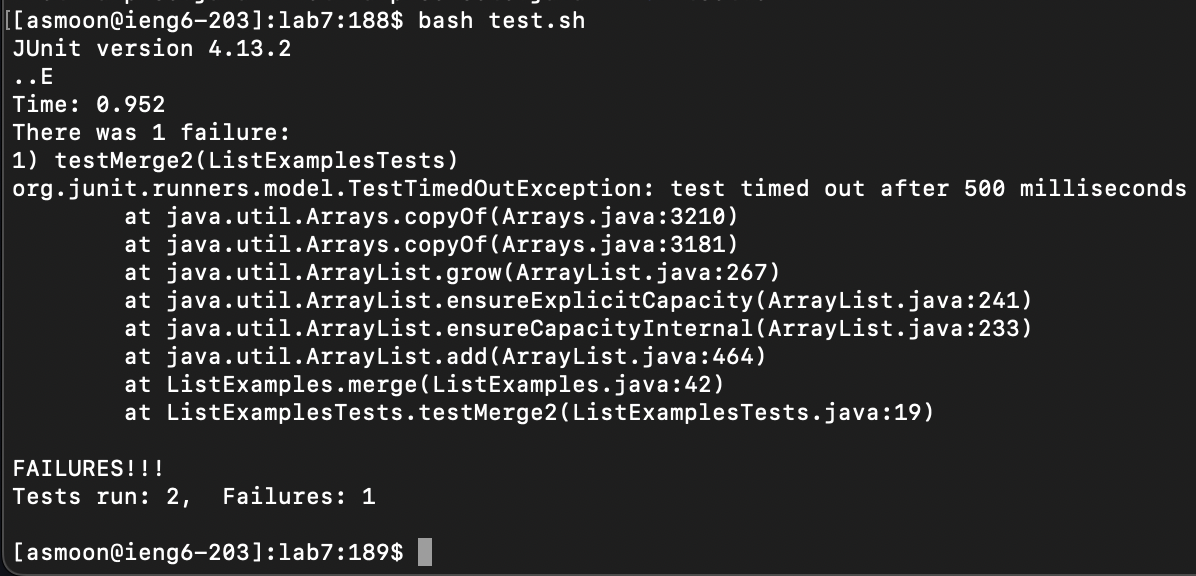 [[asmoon@ieng6-203]:lab7:188$ bash test.sh
JUnit version 4.13.2
..E
Time: 0.952
There was 1 failure:
1) testMerge2(ListExamplesTests)
org.junit.runners.model.TestTimedOutException: test timed out after 500 milliseconds
        at java.util.Arrays.copyOf(Arrays.java:3210)
        at java.util.Arrays.copyOf(Arrays.java:3181)
        at java.util.ArrayList.grow(ArrayList.java:267)
        at java.util.ArrayList.ensureExplicitCapacity(ArrayList.java:241)
        at java.util.ArrayList.ensureCapacityInternal(ArrayList.java:233)
        at java.util.ArrayList.add(ArrayList.java:464)
        at ListExamples.merge(ListExamples.java:42)
        at ListExamplesTests.testMerge2(ListExamplesTests.java:19)
FAILURES!!!
Tests run: 2,  Failures: 1
[asmoon@ieng6-203]:lab7:189$